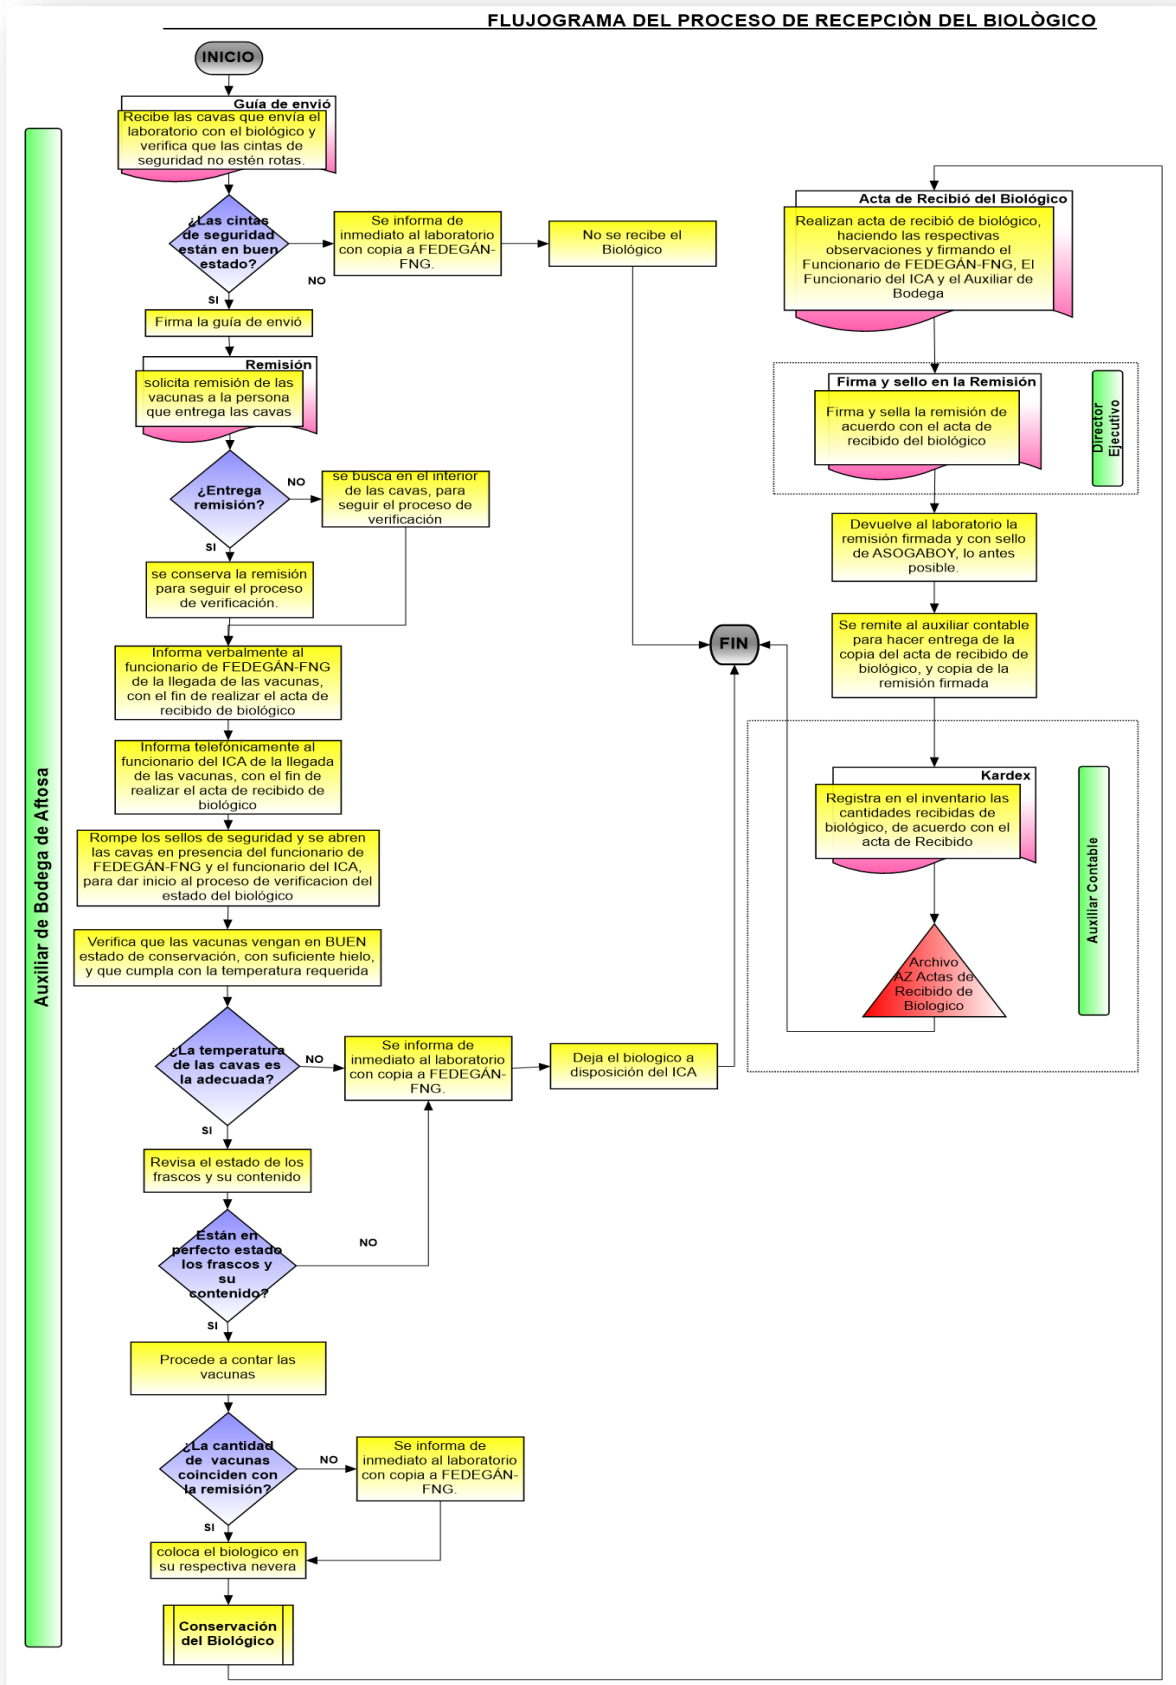 FLUJOGRAMA DEL PROCESO DE RECEPCIÒN DEL BIOLÒGICO
INICIO
Guía de envió
Recibe las cavas que envía el
laboratorio con el biológico y
verifica que las cintas de
seguridad no estén rotas.
¿Las cintas
de seguridad
están en buen
estado?
NO
SI
Se informa de
inmediato al laboratorio
con copia a FEDEGÁN-
FNG.
No se recibe el
Biológico
Firma la guía de envió
Remisión
solicita remisión de las
vacunas a la persona
que entrega las cavas
¿Entrega
remisión?
NO
SI
se busca en el interior
de las cavas, para
seguir el proceso de
verificación
se conserva la remisión
para seguir el proceso
de verificación.
Informa verbalmente al
funcionario de FEDEGÁN-FNG
de la llegada de las vacunas,
con el fin de realizar el acta de
recibido de biológico
Informa telefónicamente al
funcionario del ICA de la llegada
de las vacunas, con el fin de
realizar el acta de recibido de
biológico
Rompe los sellos de seguridad y se abren
las cavas en presencia del funcionario de
FEDEGÁN-FNG y el funcionario del ICA,
para dar inicio al proceso de verificacion del
estado del biológico
Verifica que las vacunas vengan en BUEN
estado de conservación, con suficiente hielo,
y que cumpla con la temperatura requerida
¿La temperatura
de las cavas es
la adecuada?
NO
SI
Se informa de
inmediato al laboratorio
con copia a FEDEGÁN-
FNG.
Deja el biologico a
disposición del ICA
Revisa el estado de los
frascos y su contenido
Están en
perfecto estado
los frascos y
su
contenido?
NO
SI
Procede a contar las
vacunas
¿La cantidad
de vacunas
coinciden con
la remisión?
NO
SI
Se informa de
inmediato al laboratorio
con copia a FEDEGÁN-
FNG.
coloca el biologico en
su respectiva nevera
Conservación
del Biológico
Auxiliar de Bodega de Aftosa
FIN
Acta de Recibió del Biológico
Realizan acta de recibió de biológico,
haciendo las respectivas
observaciones y firmando el
Funcionario de FEDEGÁN-FNG, El
Funcionario del ICA y el Auxiliar de
Bodega
Firma y sello en la Remisión
Firma y sella la remisión de
acuerdo con el acta de
recibido del biológico
Director
Ejecutivo
Devuelve al laboratorio la
remisión firmada y con sello
de ASOGABOY, lo antes
posible.
Se remite al auxiliar contable
para hacer entrega de la
copia del acta de recibido de
biológico, y copia de la
remisión firmada
Kardex
Registra en el inventario las
cantidades recibidas de
biológico, de acuerdo con el
acta de Recibido
Archivo
AZ Actas de
Recibido de
Biologico
Auxiliar Contable